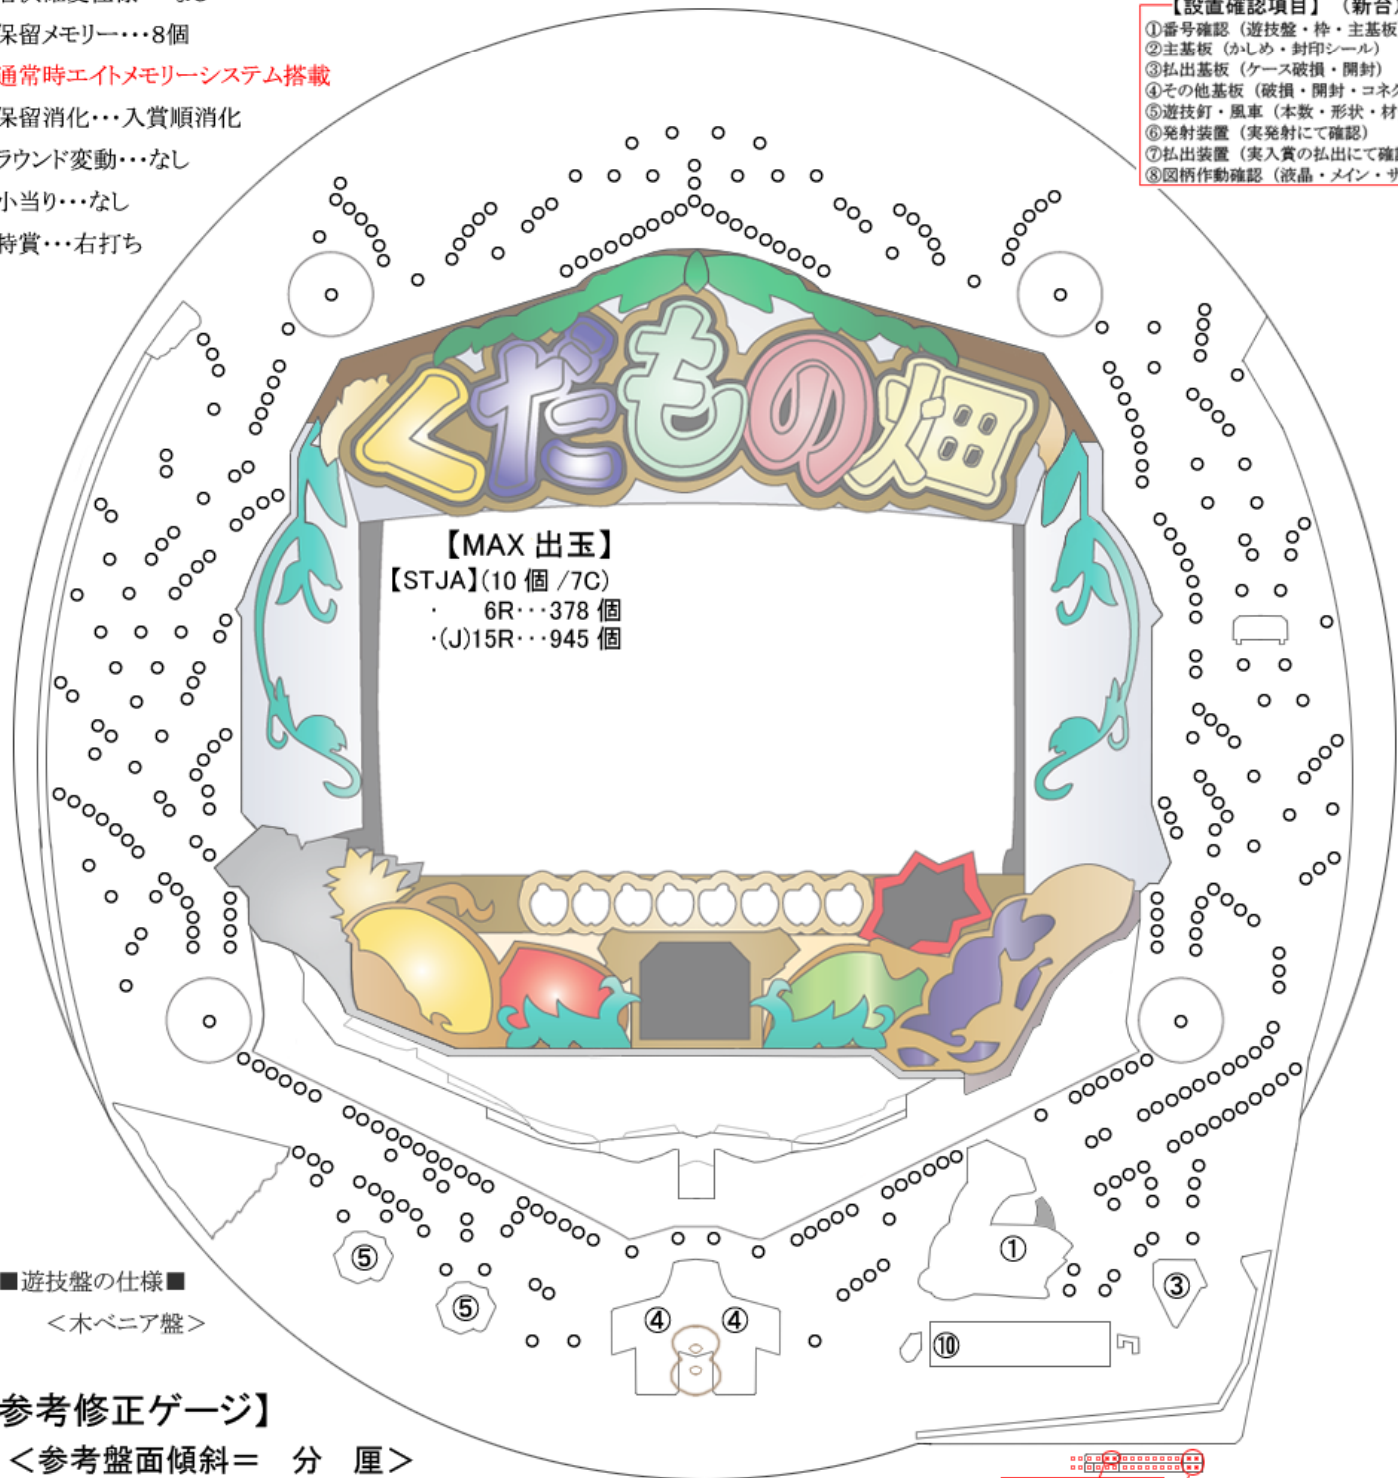 保留メモリー･･･8個
通常時エイトメモリーシステム搭載
保留消化･･･入賞順消化
ラウンド変動･･･なし
小当り･･･なし
特賞･･･右打ち
【設置確認項目】（新台）
①番号確認（遊技盤・枠・主基板
②主基板（かしめ・封印シール）
③払出基板（ケース破損・開封）
④その他基板（破損・開封・コネク
⑤遊技釘・風車（本数・形状・材
⑥発射装置（実発射にて確認）
⑦払出装置（実入賞の払出にて確認
⑧図柄作動確認（液晶・メイン・サ
くだもの畑
【MAX 出玉】
【STJA】(10 個 /7C)
･ 6R･･･378 個
･(J)15R･･･945 個
⑤
⑤
④ ④
①
③
⑩
■遊技盤の仕様■
＜木ベニア盤＞
参考修正ゲージ】
＜参考盤面傾斜＝ 分 厘＞